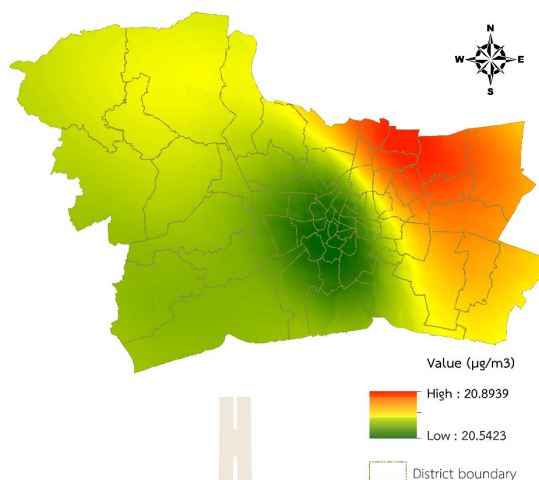 N
W E
S
Value (µg/m3)
High : 20.8939
Low : 20.5423
District boundary